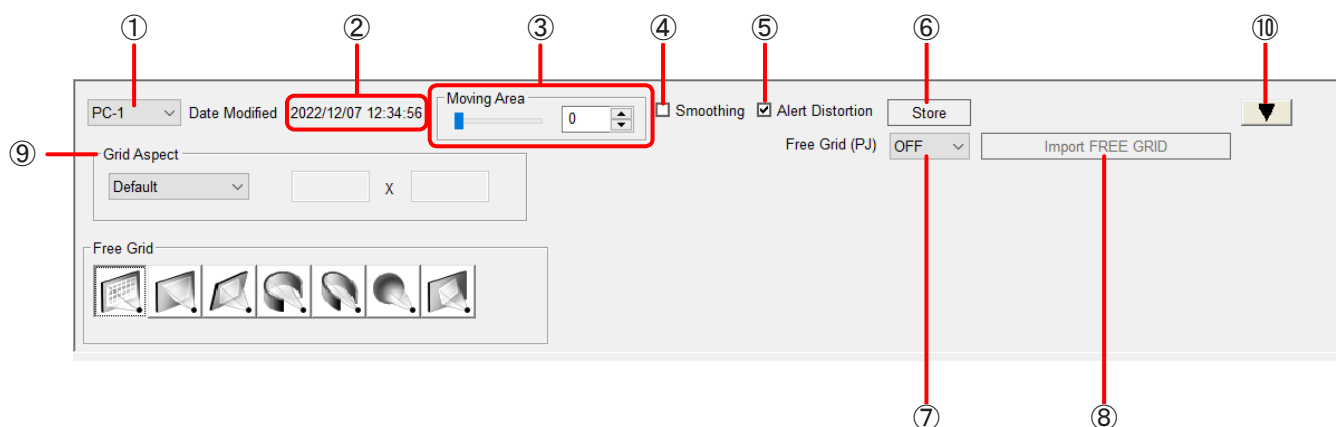 ① ② ③ ④ ⑤ ⑥ ⑩
PC-1 Date Modified 2022/12/07 12:34:56 Moving Area 0 Smoothing Alert Distortion Store
Free Grid (PJ) OFF Import FREE GRID
⑨ Grid Aspect
Default X
Free Grid
⑦ ⑧